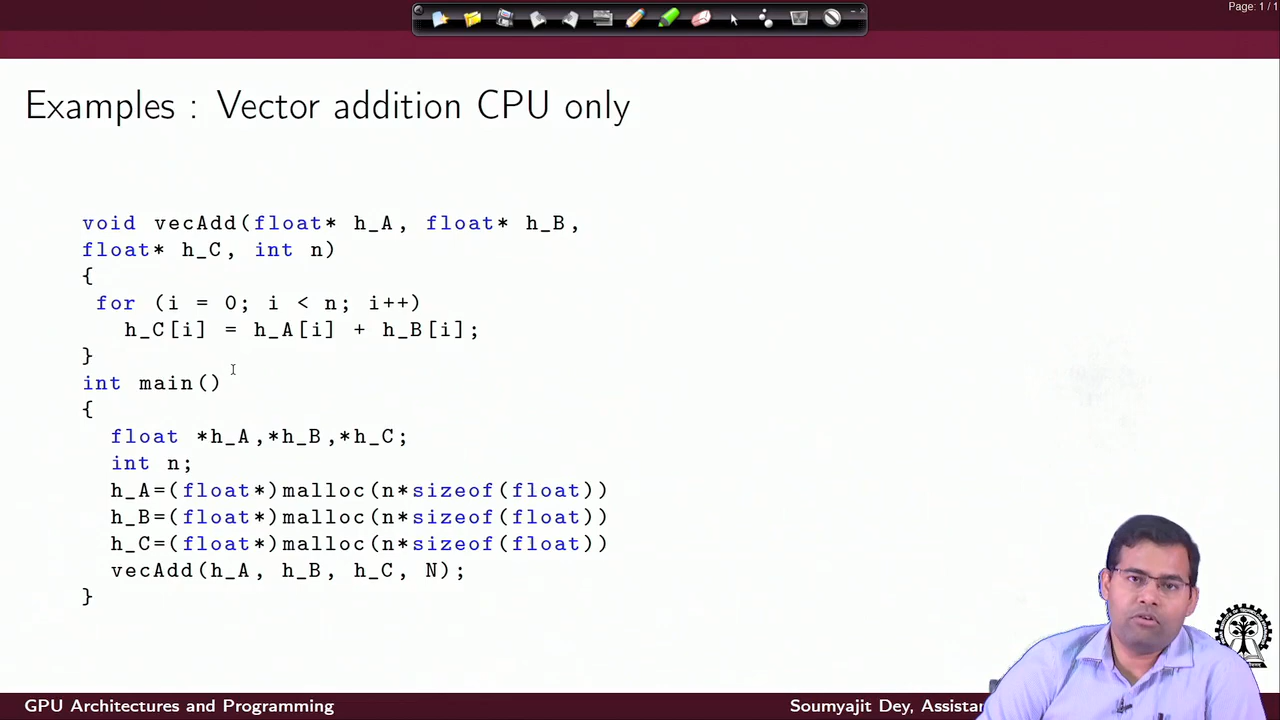 Page: 1 / 1
Examples : Vector addition CPU only
void vecAdd(float* h_A, float* h_B,
float* h_C, int n)
{
for (i = 0; i < n; i++)
h_C[i] = h_A[i] + h_B[i];
}
int main()
{
float *h_A,*h_B,*h_C;
int n;
h_A=(float*)malloc(n*sizeof(float))
h_B=(float*)malloc(n*sizeof(float))
h_C=(float*)malloc(n*sizeof(float))
vecAdd(h_A, h_B, h_C, N);
}
GPU Architectures and Programming
Soumyajit Dey, Assista